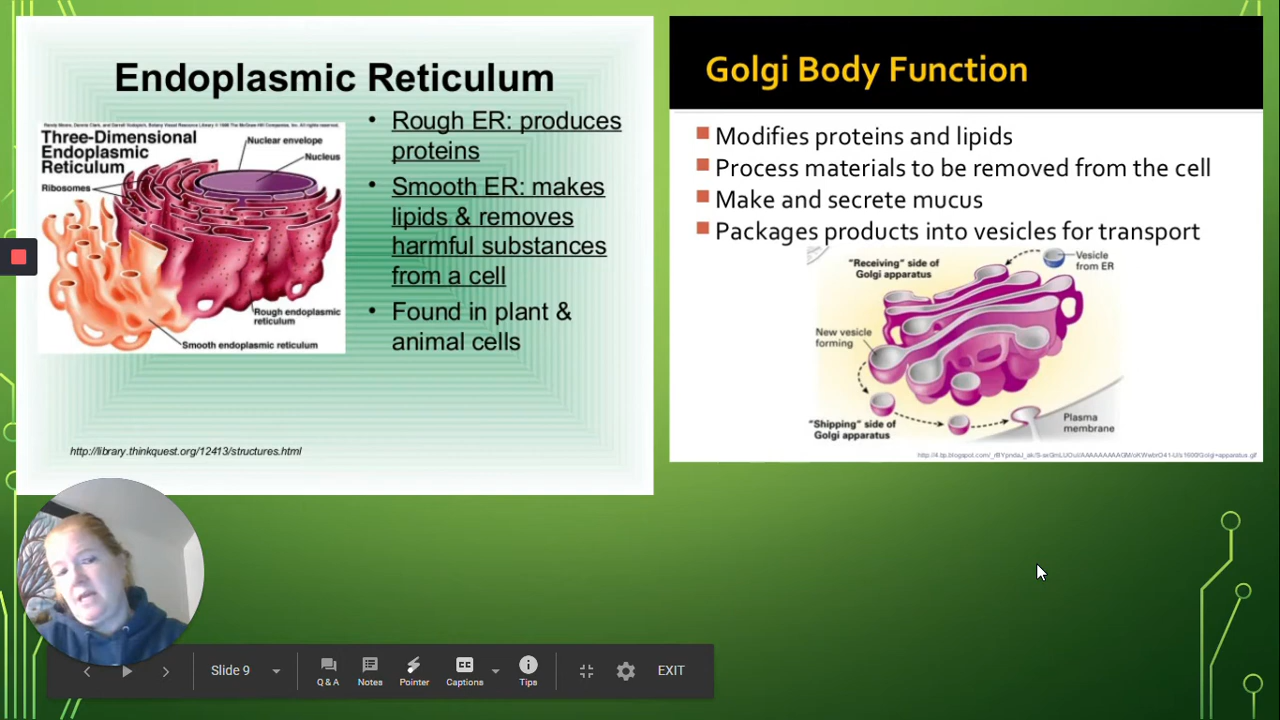 Endoplasmic Reticulum
Three-Dimensional
Endoplasmic
Reticulum
Nuclear envelope
Nucleus
Ribosomes
Rough endoplasmic
reticulum
Smooth endoplasmic reticulum
• Rough ER: produces
proteins
• Smooth ER: makes
lipids & removes
harmful substances
from a cell
• Found in plant &
animal cells
http://library.thinkquest.org/12413/structures.html
Golgi Body Function
Modifies proteins and lipids
Process materials to be removed from the cell
Make and secrete mucus
Packages products into vesicles for transport
"Receiving" side of
Golgi apparatus
Vesicle
from ER
New vesicle
forming
"Shipping" side of
Golgi apparatus
Plasma
membrane
Slide 9
Q & A
Notes
Pointer
Captions
Tips
EXIT